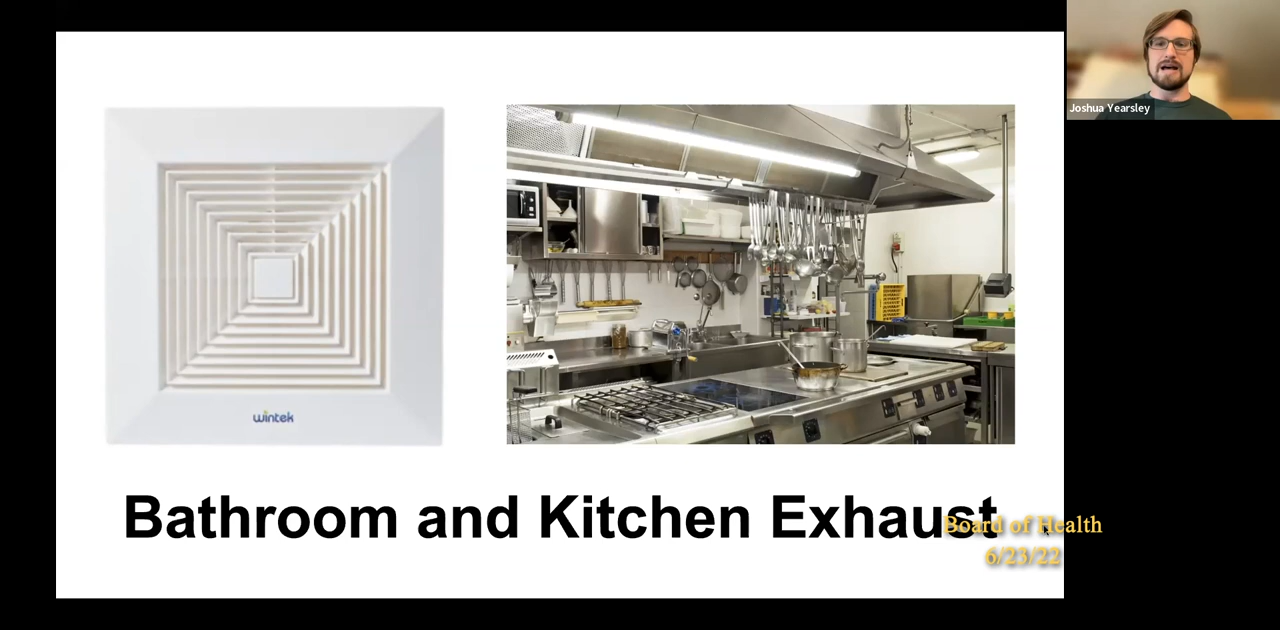 Joshua Yearsley
wintek
Bathroom and Kitchen Exhaust
Board of Health
6/23/22